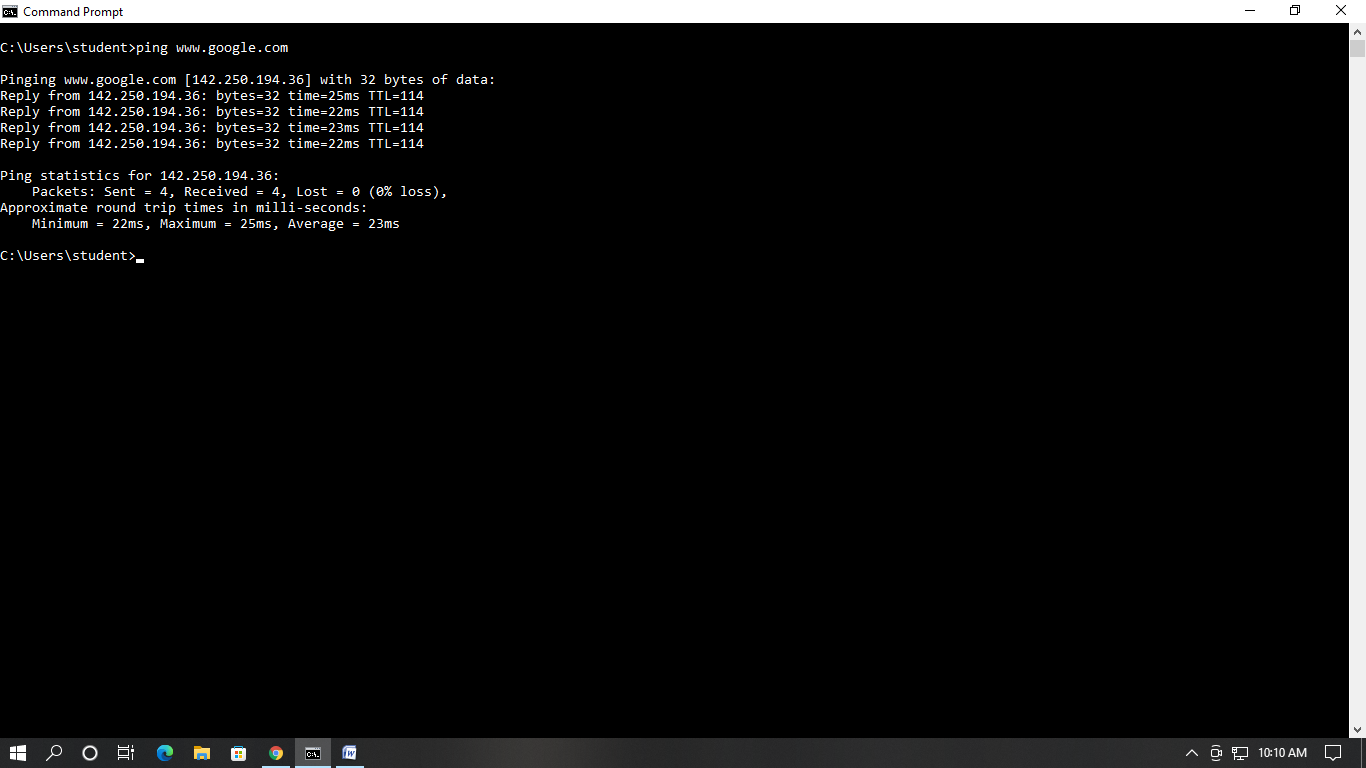 Command Prompt
C:\Users\student>ping www.google.com
Pinging www.google.com [142.250.194.36] with 32 bytes of data:
Reply from 142.250.194.36: bytes=32 time=25ms TTL=114
Reply from 142.250.194.36: bytes=32 time=22ms TTL=114
Reply from 142.250.194.36: bytes=32 time=23ms TTL=114
Reply from 142.250.194.36: bytes=32 time=22ms TTL=114
Ping statistics for 142.250.194.36:
    Packets: Sent = 4, Received = 4, Lost = 0 (0% loss),
Approximate round trip times in milli-seconds:
    Minimum = 22ms, Maximum = 25ms, Average = 23ms
C:\Users\student>
10:10 AM